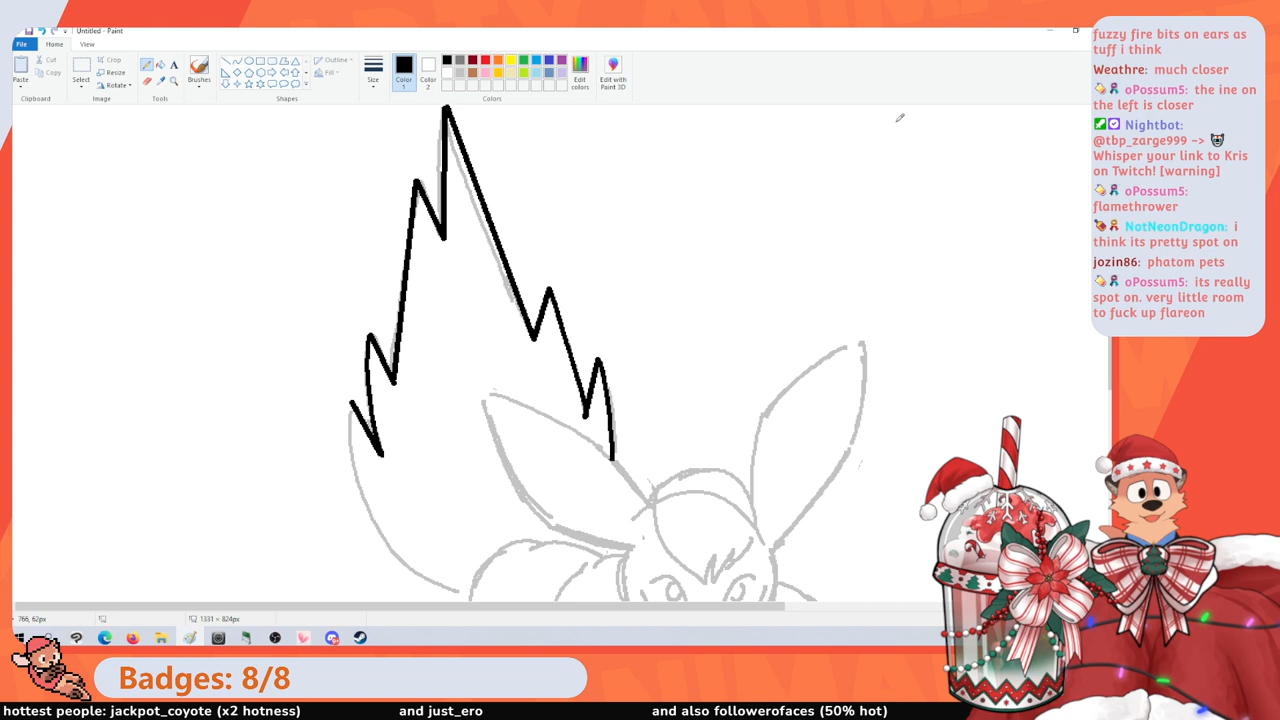 Untitled - Paint
File
Home
View
Paste
Cut
Copy
Clipboard
Select
Crop
Resize
Rotate
Image
A
Tools
Brushes
Outline
Fill
Shapes
Size
Color
1
Color
2
Edit
colors
Edit with
Paint 3D
Colors
766, 62px
1331 × 824px
fuzzy fire bits on ears as
tuff i think
Weathre: much closer
oPossum5: the ine on
the left is closer
Nightbot:
@tbp_zarge999 ->
Whisper your link to Kris
on Twitch! [warning]
oPossum5:
flamethrower
NotNeonDragon: i
think its pretty spot on
jozin86: phatom pets
oPossum5: its really
spot on. very little room
to fuck up flareon
Badges: 8/8
hottest people: jackpot_coyote (x2 hotness) and just_ero and also followerofaces (50% hot)